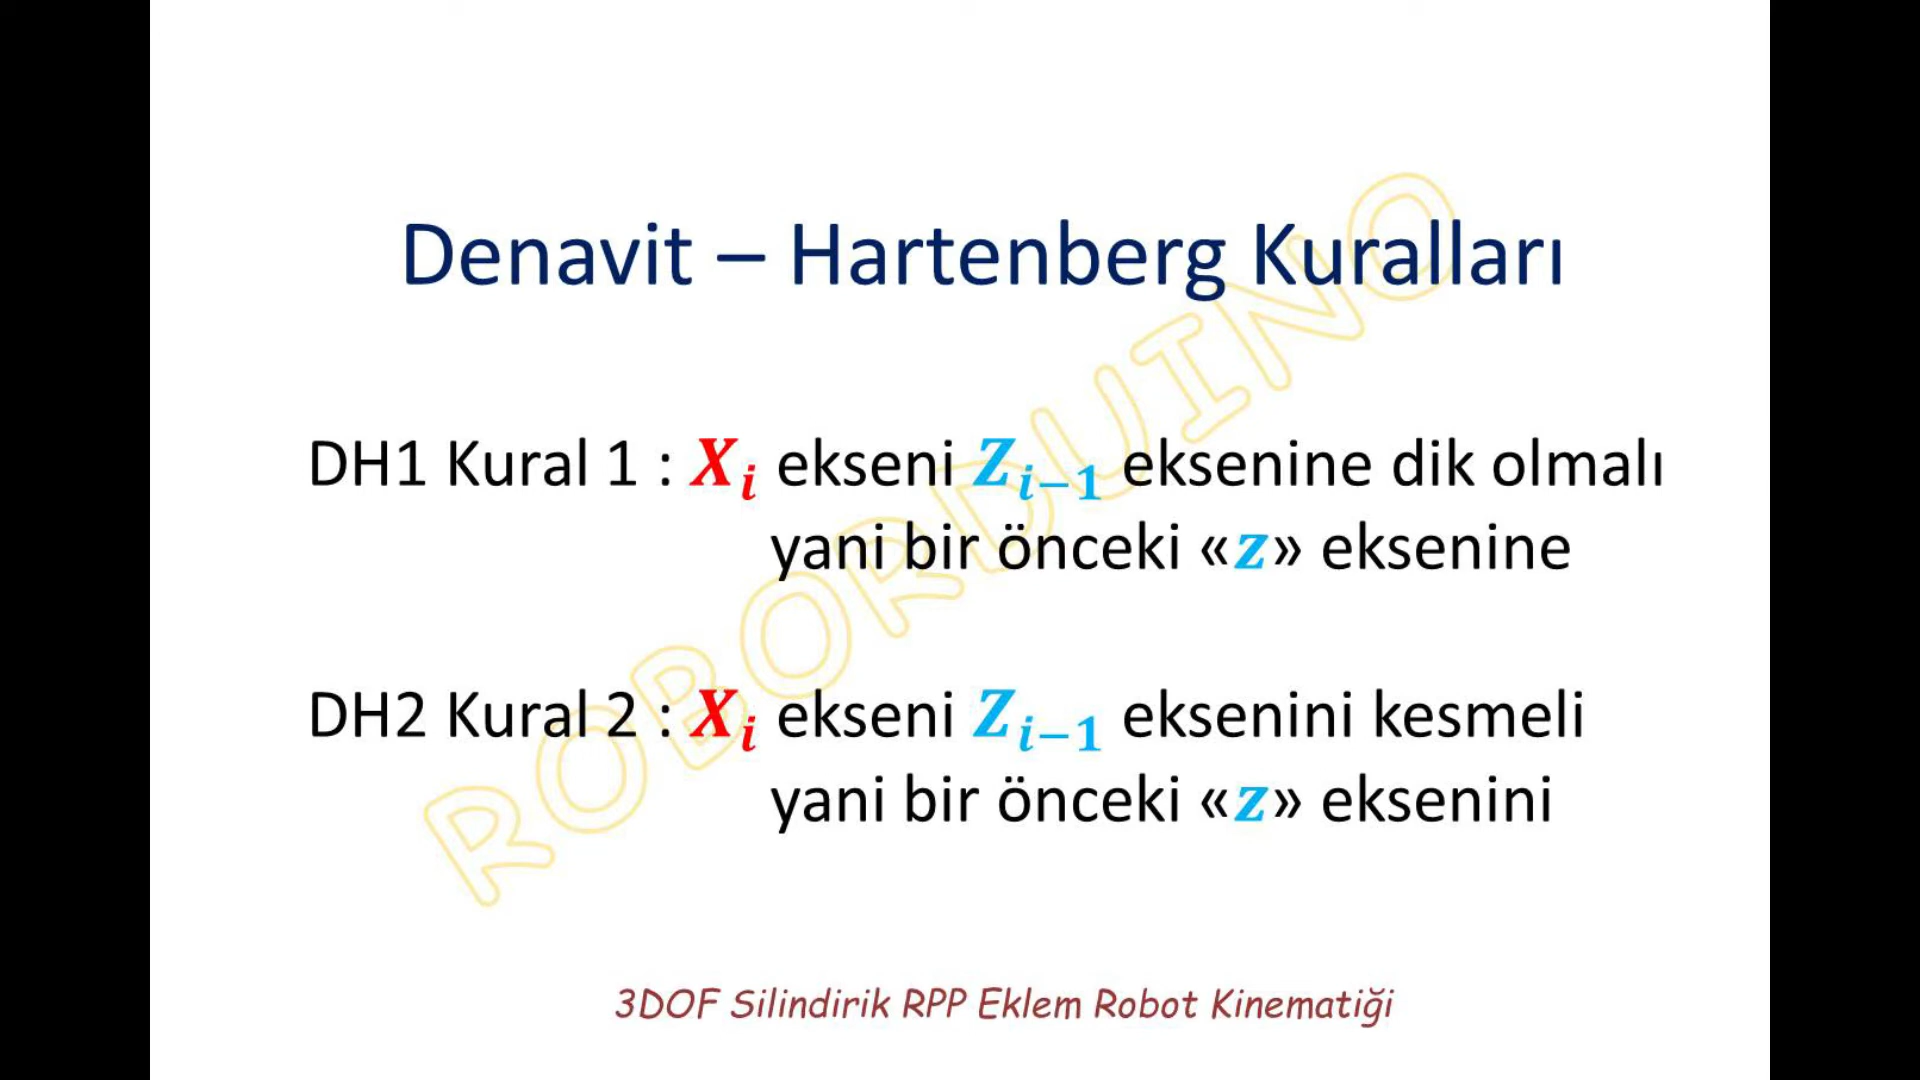 Denavit – Hartenberg Kuralları
DH1 Kural 1 : Xᵢ ekseni Zᵢ₋₁ eksenine dik olmalı
yani bir önceki «z» eksenine
DH2 Kural 2 : Xᵢ ekseni Zᵢ₋₁ eksenini kesmeli
yani bir önceki «z» eksenini
ROBORDUINO
3DOF Silindirik RPP Eklem Robot Kinematiği